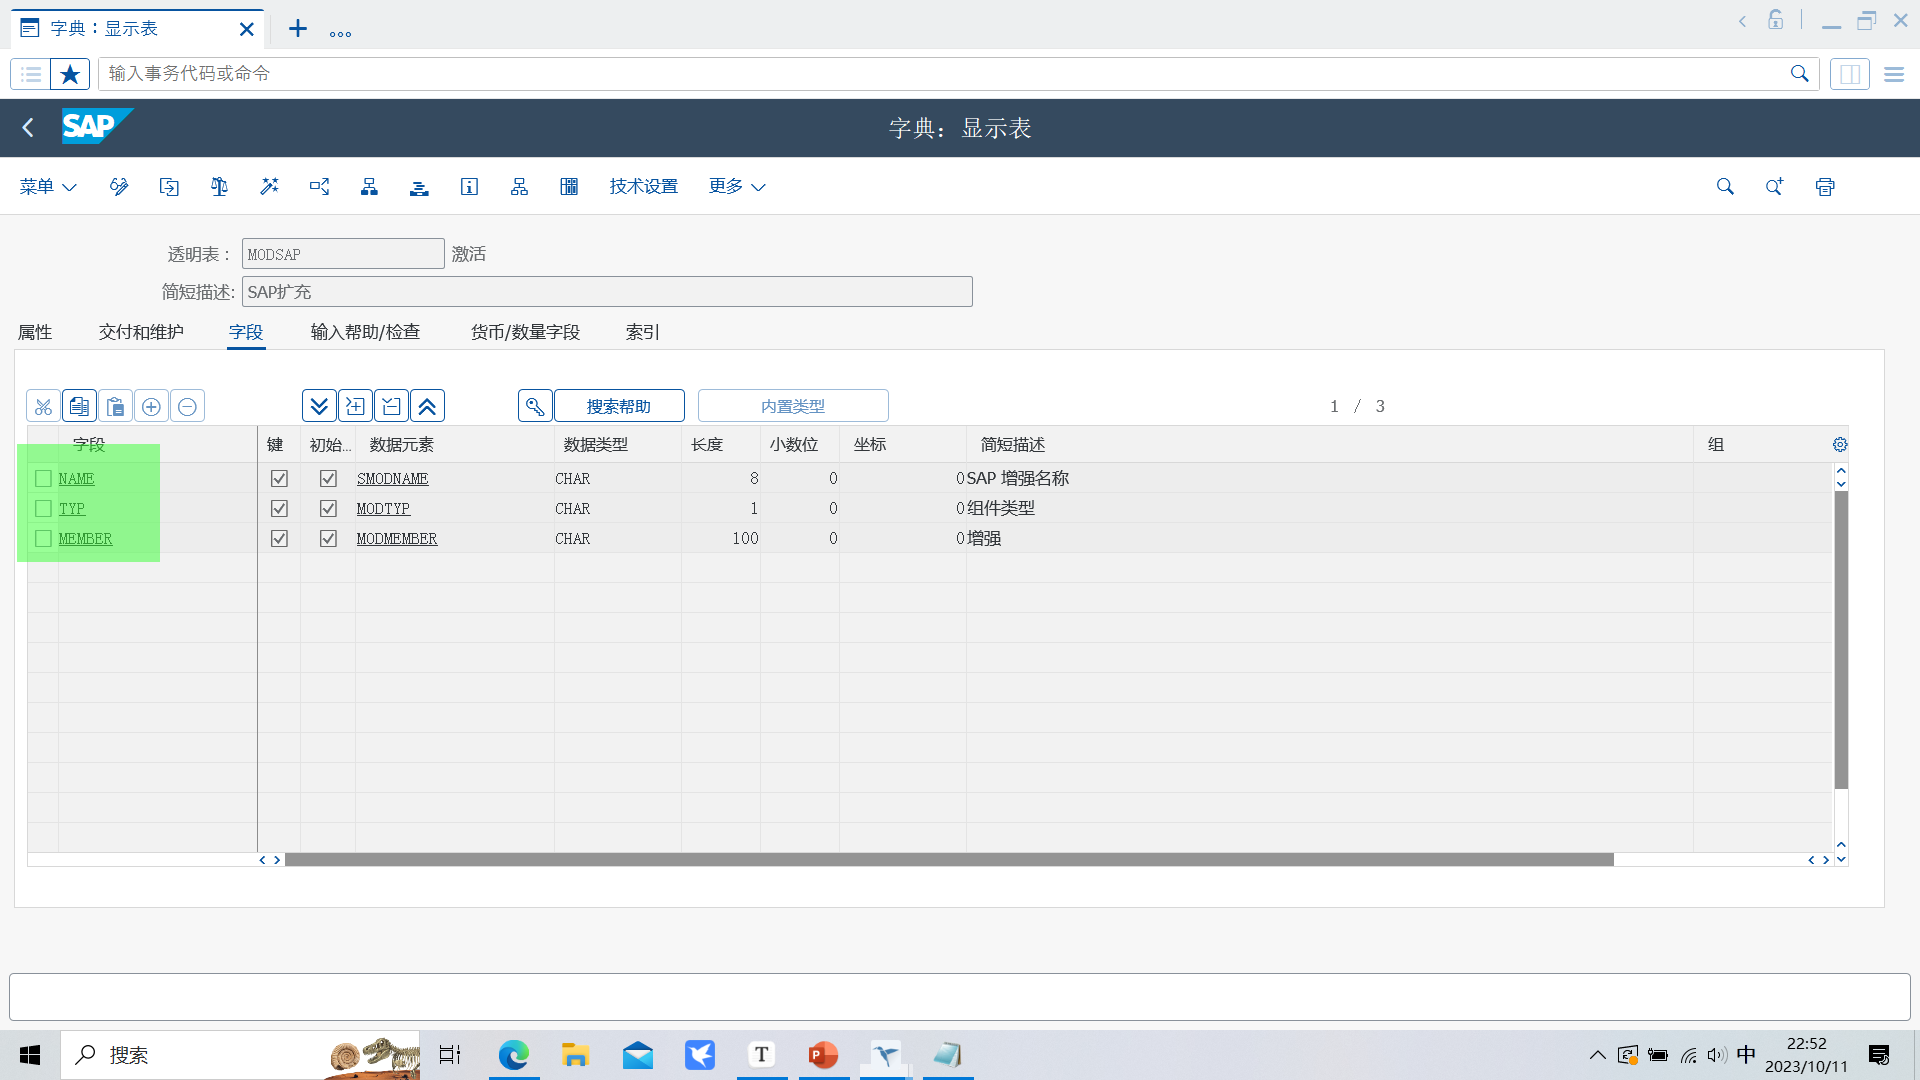 字典：显示表
输入事务代码或命令
SAP
字典：显示表
菜单
技术设置
更多
透明表：
MODSAP
激活
简短描述:
SAP扩充
属性
交付和维护
字段
输入帮助/检查
货币/数量字段
索引
搜索帮助
内置类型
1 / 3
字段 键 初始... 数据元素 数据类型 长度 小数位 坐标 简短描述 组
NAME SMODNAME CHAR 8 0 0 SAP 增强名称
TYP MODTYP CHAR 1 0 0 组件类型
MEMBER MODMEMBER CHAR 100 0 0 增强
搜索
T
P
中
22:52
2023/10/11